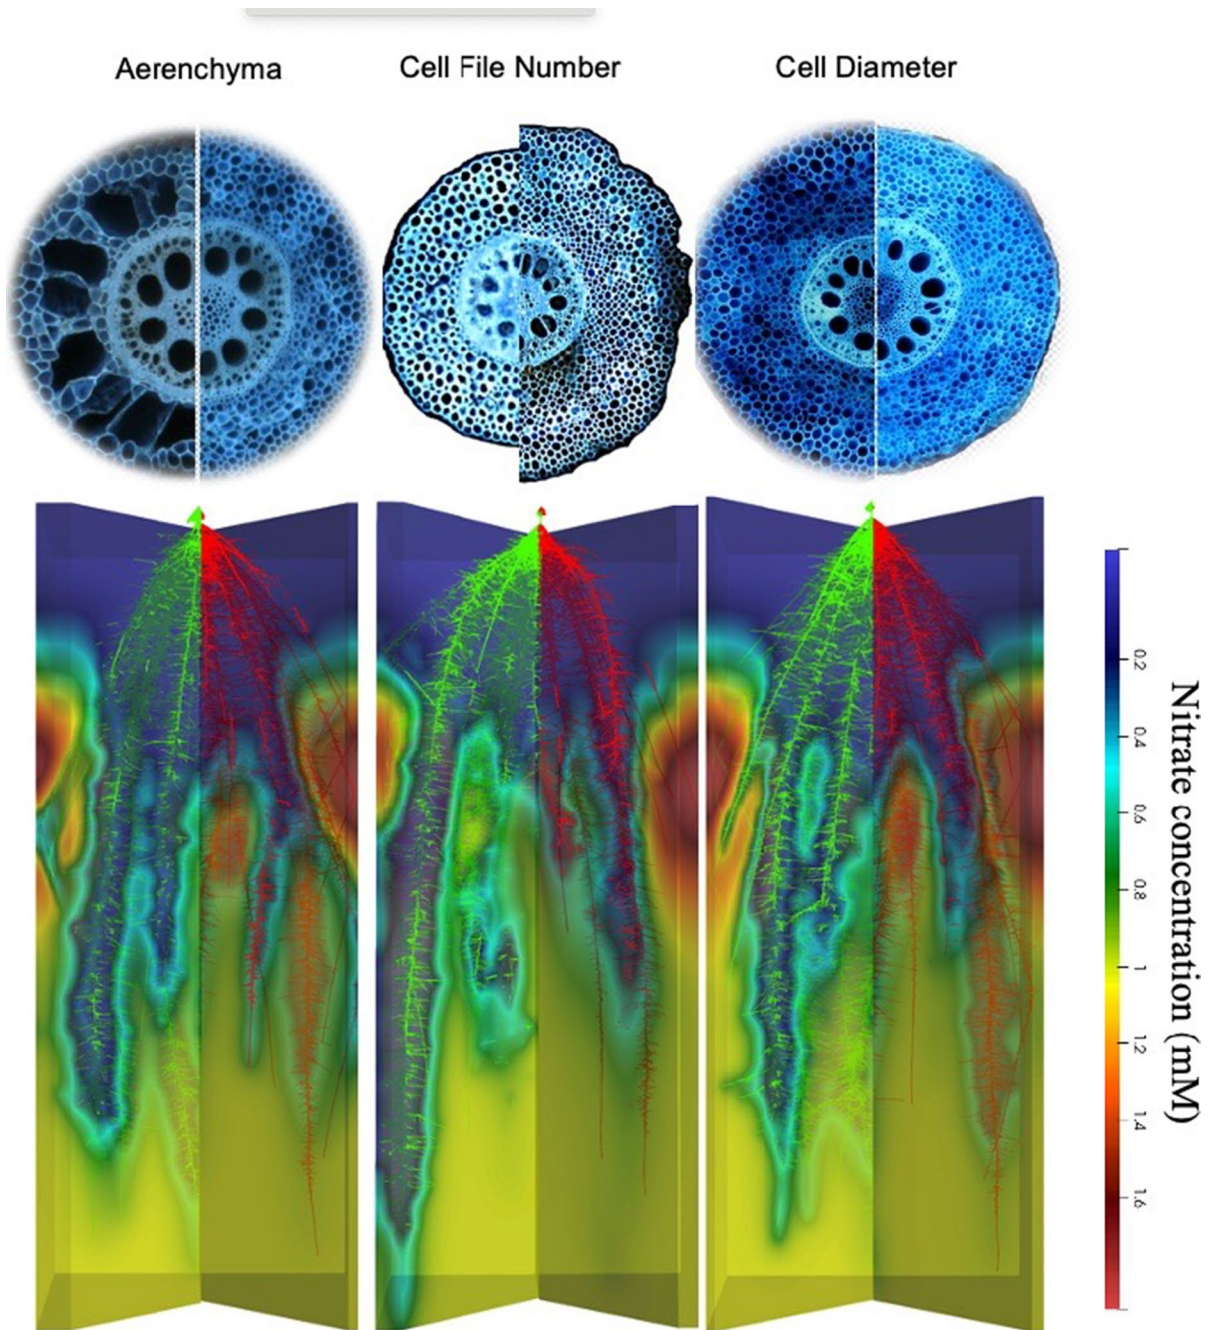 Aerenchyma
Cell File Number
Cell Diameter
0.2
0.4
0.6
0.8
1
1.2
1.4
1.6
Nitrate concentration (mM)